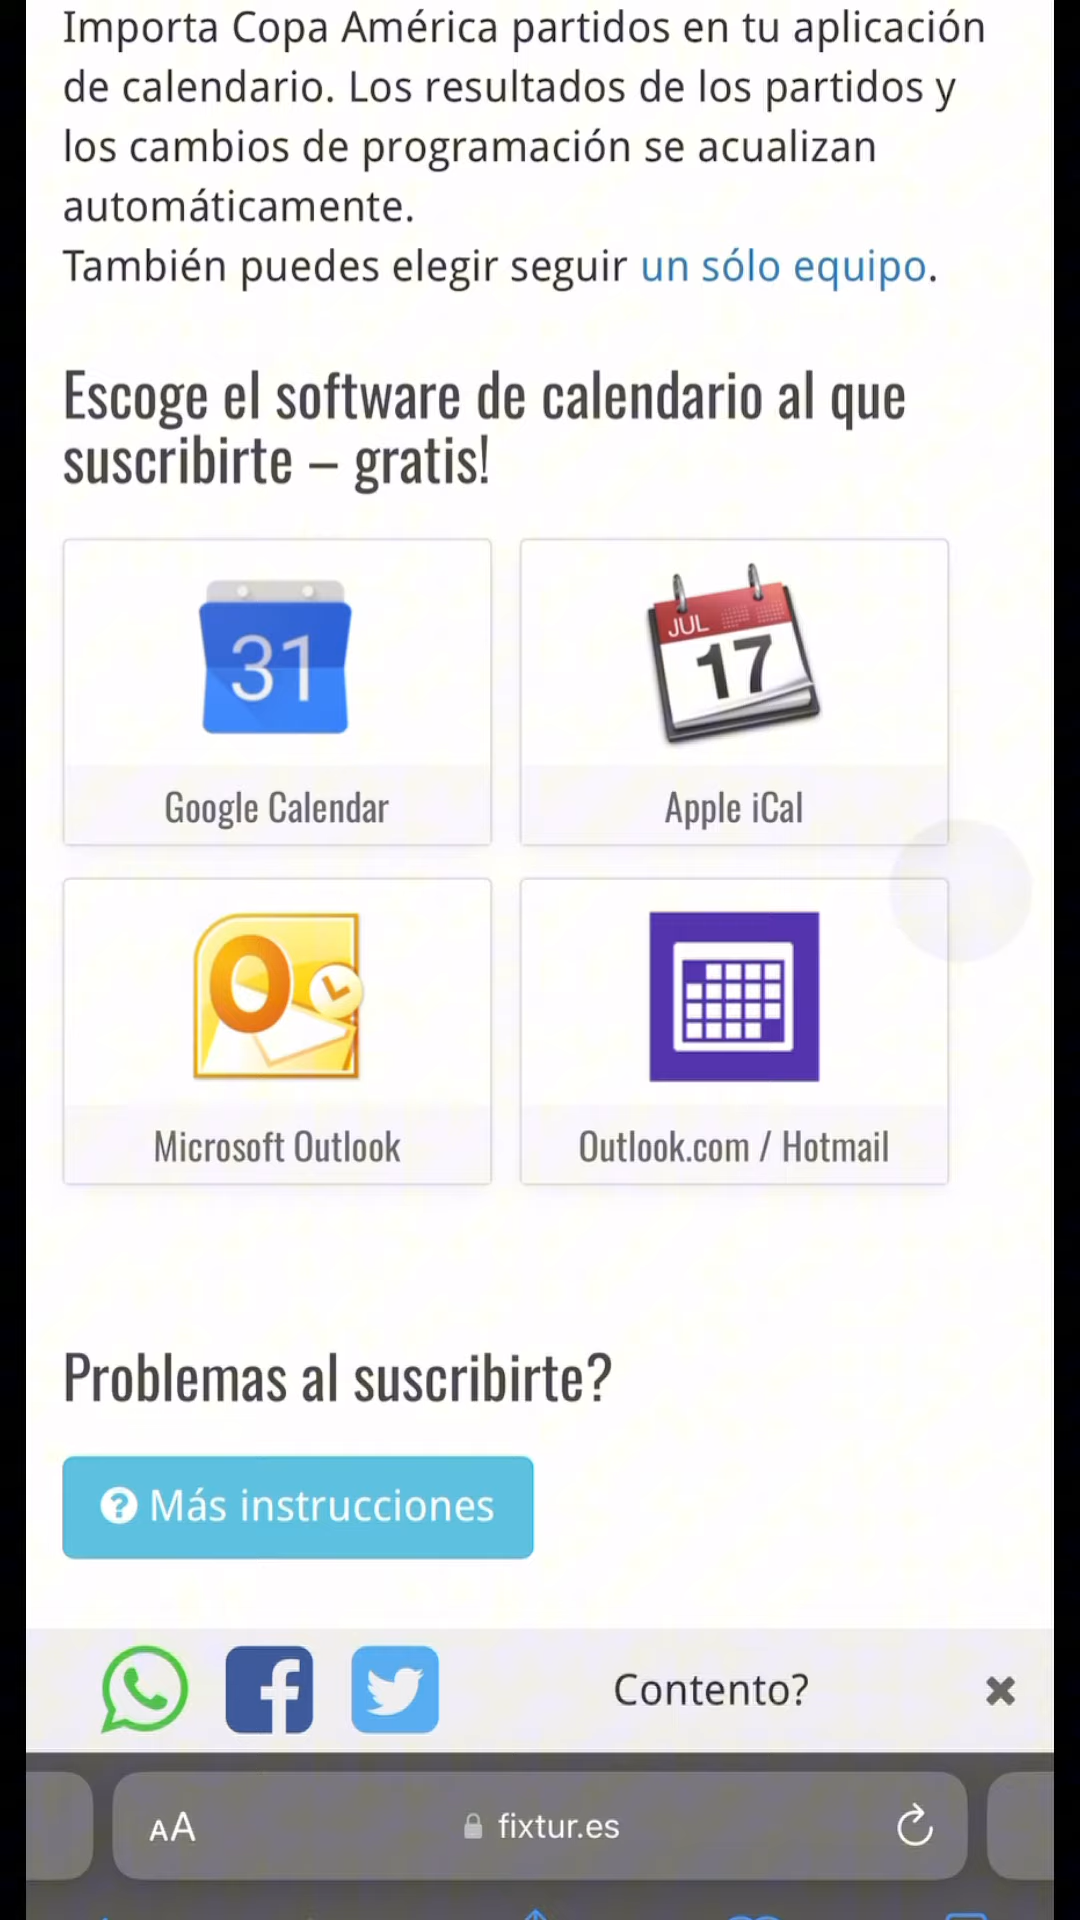 Importa Copa América partidos en tu aplicación
de calendario. Los resultados de los partidos y
los cambios de programación se acualizan
automáticamente.
También puedes elegir seguir un sólo equipo.
Escoge el software de calendario al que
suscribirte – gratis!
31
JUL
17
Google Calendar
Apple iCal
Microsoft Outlook
Outlook.com / Hotmail
Problemas al suscribirte?
Más instrucciones
Contento?
AA
fixtur.es